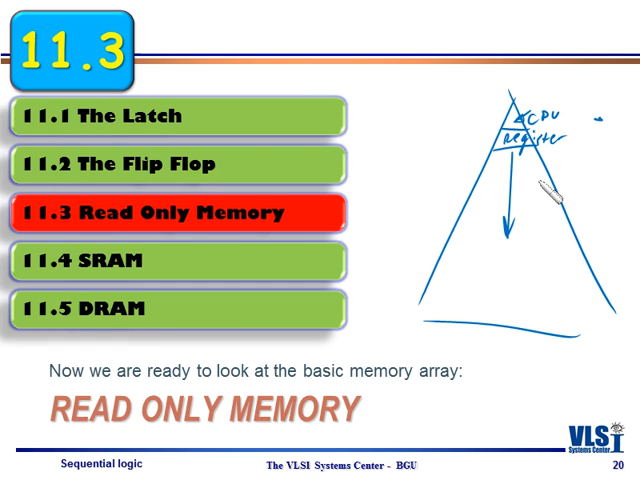 11.3
11.1 The Latch
11.2 The Flip Flop
11.3 Read Only Memory
11.4 SRAM
11.5 DRAM
CPU
Register
Now we are ready to look at the basic memory array:
READ ONLY MEMORY
VLSI
Systems Center
Sequential logic
The VLSI Systems Center - BGU
20